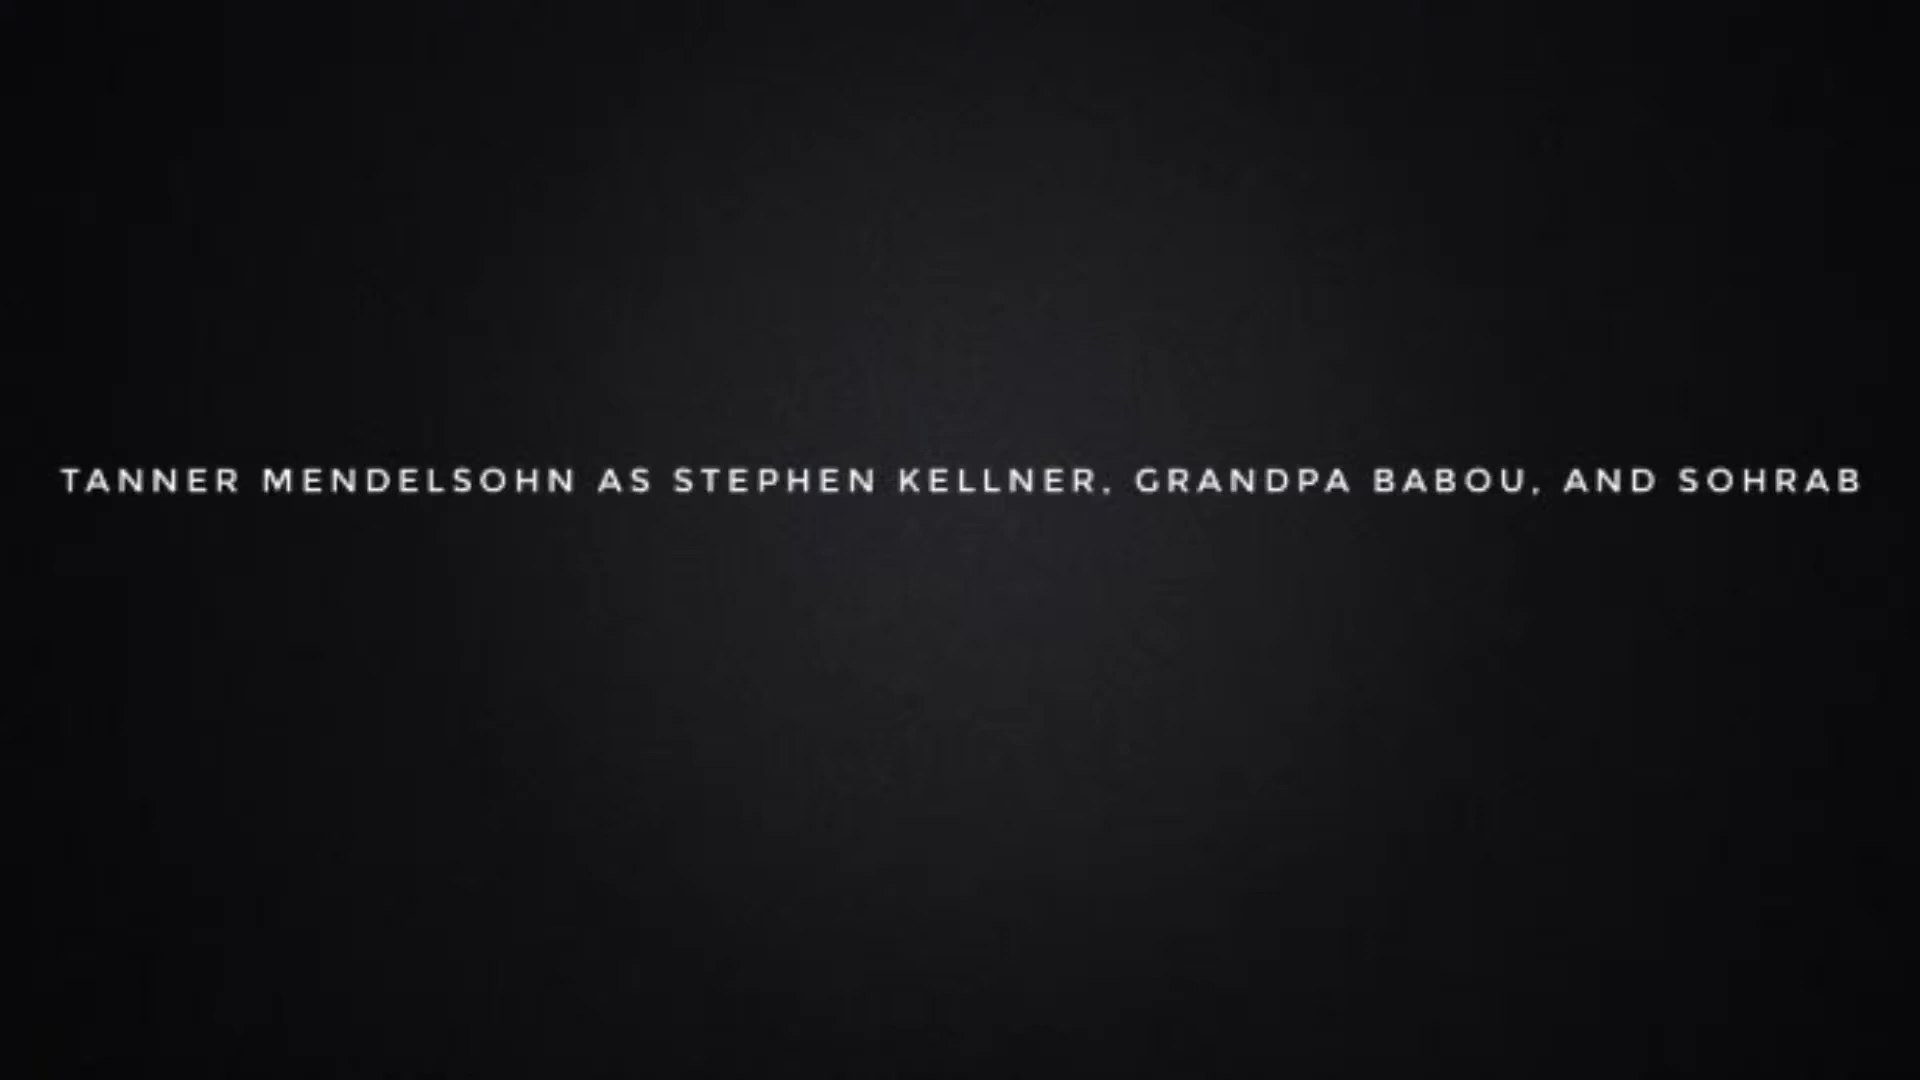 TANNER MENDELSOHN AS STEPHEN KELLNER, GRANDPA BABOU, AND SOHRAB